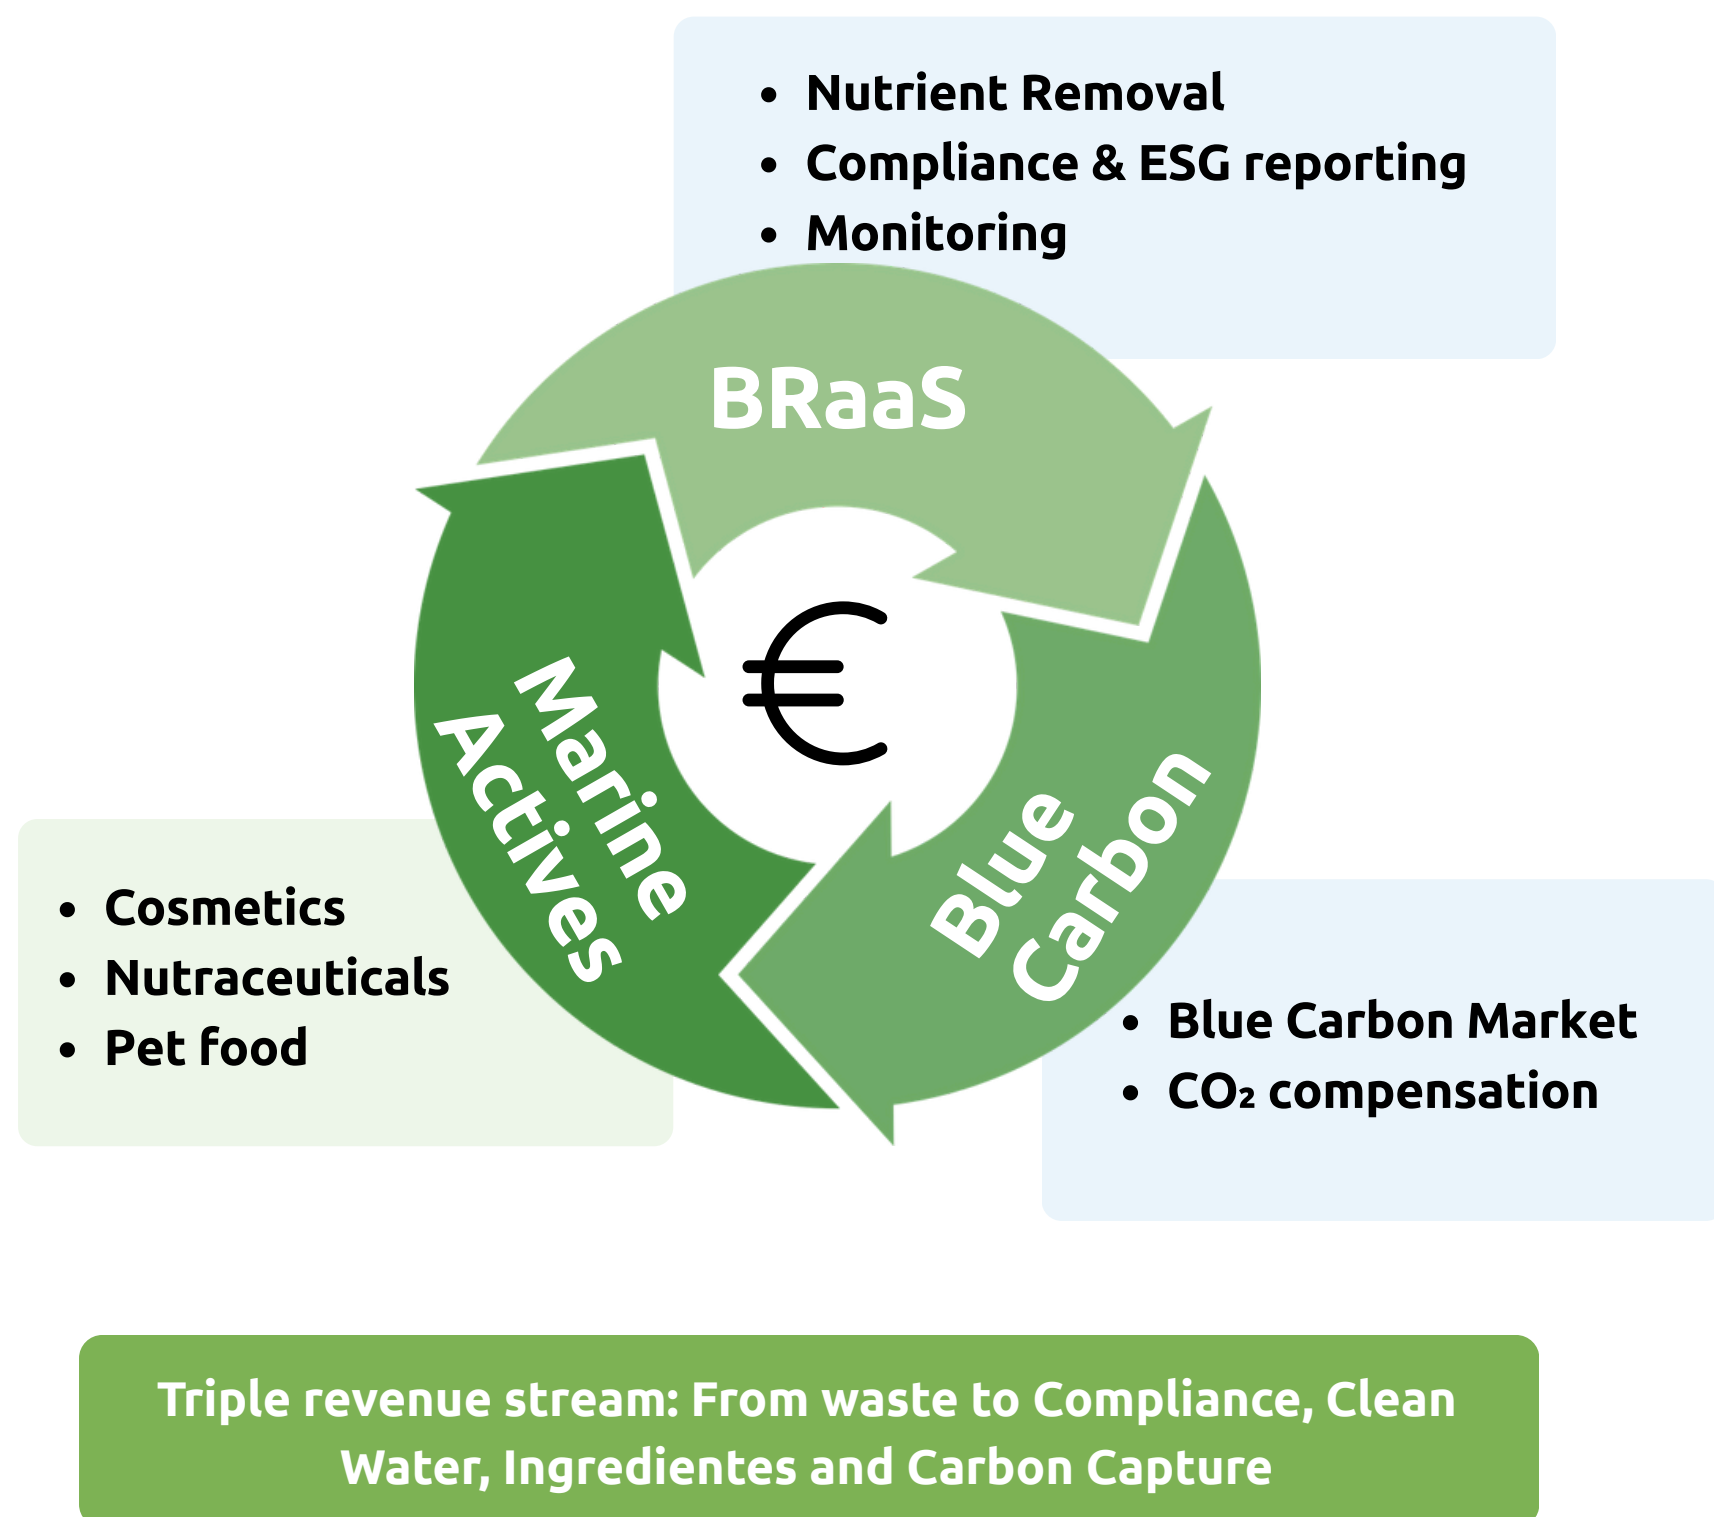 • Nutrient Removal
• Compliance & ESG reporting
• Monitoring
BRaaS
€
Marine
Actives
Blue
Carbon
• Cosmetics
• Nutraceuticals
• Pet food
• Blue Carbon Market
• CO₂ compensation
Triple revenue stream: From waste to Compliance, Clean
Water, Ingredientes and Carbon Capture